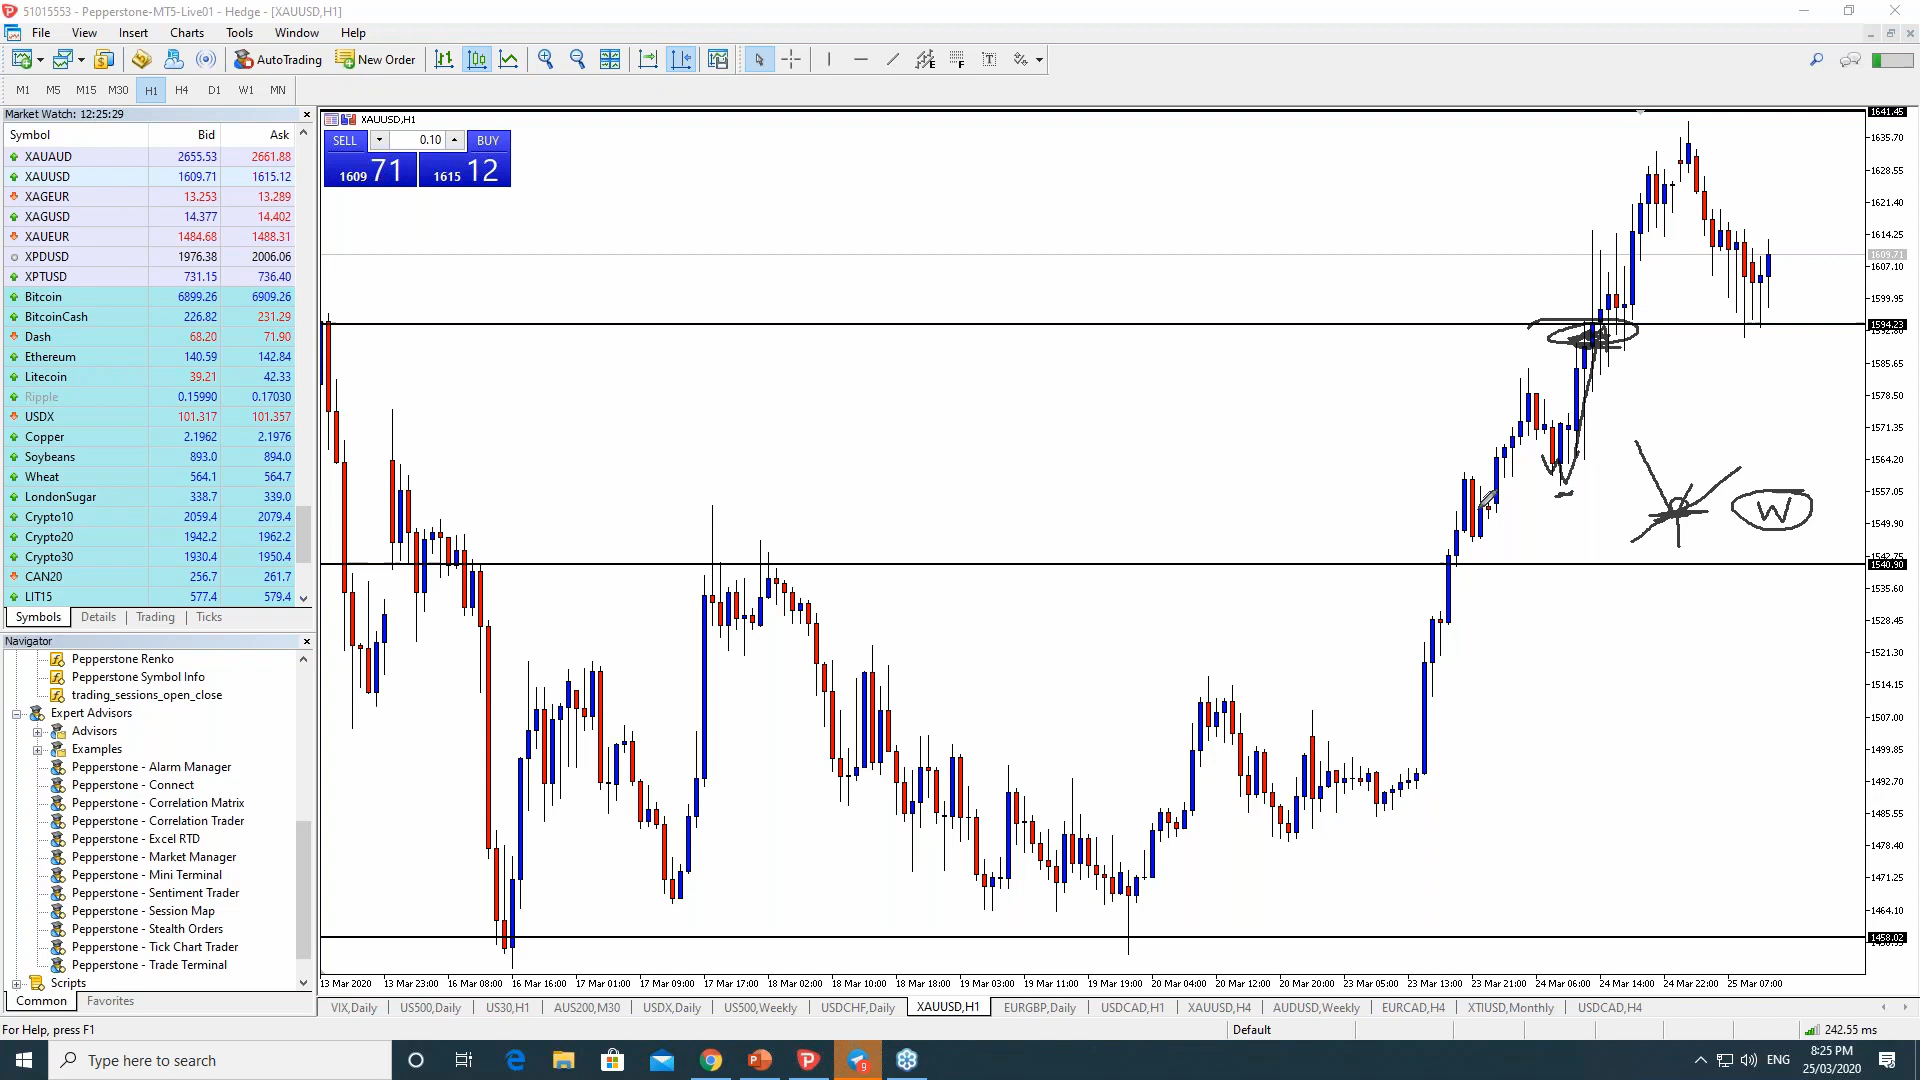 51015553 - Pepperstone-MT5-Live01 - Hedge - [XAUUSD,H1]
File View Insert Charts Tools Window Help
AutoTrading New Order
M1 M5 M15 M30 H1 H4 D1 W1 MN
Market Watch: 12:25:29
Symbol Bid Ask
XAUAUD 2655.53 2661.88
XAUUSD 1609.71 1615.12
XAGEUR 13.253 13.289
XAGUSD 14.377 14.402
XAUEUR 1484.68 1488.31
XPDUSD 1976.38 2006.06
XPTUSD 731.15 736.40
Bitcoin 6899.26 6909.26
BitcoinCash 226.82 231.29
Dash 68.20 71.90
Ethereum 140.59 142.84
Litecoin 39.21 42.33
Ripple 0.15990 0.17030
USDX 101.317 101.357
Copper 2.1962 2.1976
Soybeans 893.0 894.0
Wheat 564.1 564.7
LondonSugar 338.7 339.0
Crypto10 2059.4 2079.4
Crypto20 1942.2 1962.2
Crypto30 1930.4 1950.4
CAN20 256.7 261.7
LIT15 577.4 579.4
Symbols Details Trading Ticks
Navigator
Pepperstone Renko
Pepperstone Symbol Info
trading_sessions_open_close
Expert Advisors
Advisors
Examples
Pepperstone - Alarm Manager
Pepperstone - Connect
Pepperstone - Correlation Matrix
Pepperstone - Correlation Trader
Pepperstone - Excel RTD
Pepperstone - Market Manager
Pepperstone - Mini Terminal
Pepperstone - Sentiment Trader
Pepperstone - Session Map
Pepperstone - Stealth Orders
Pepperstone - Tick Chart Trader
Pepperstone - Trade Terminal
Scripts
Common Favorites
XAUUSD,H1
SELL 0.10 BUY
1609 71 1615 12
W
1641.45
1635.70
1628.55
1621.40
1614.25
1609.71
1607.10
1599.95
1594.23
1585.65
1578.50
1571.35
1564.20
1557.05
1549.90
1542.75
1540.90
1535.60
1528.45
1521.30
1514.15
1507.00
1499.85
1492.70
1485.55
1478.40
1471.25
1464.10
1458.02
13 Mar 2020 13 Mar 23:00 16 Mar 08:00 16 Mar 16:00 17 Mar 01:00 17 Mar 09:00 17 Mar 17:00 18 Mar 02:00 18 Mar 10:00 18 Mar 18:00 19 Mar 03:00 19 Mar 11:00 19 Mar 19:00 20 Mar 04:00 20 Mar 12:00 20 Mar 20:00 23 Mar 05:00 23 Mar 13:00 23 Mar 21:00 24 Mar 06:00 24 Mar 14:00 24 Mar 22:00 25 Mar 07:00
VIX,Daily US500,Daily US30,H1 AUS200,M30 USDX,Daily US500,Weekly USDCHF,Daily XAUUSD,H1 EURGBP,Daily USDCAD,H1 XAUUSD,H4 AUDUSD,Weekly EURCAD,H4 XTIUSD,Monthly USDCAD,H4
For Help, press F1 Default 242.55 ms
Type here to search 9 ENG 8:25 PM
25/03/2020